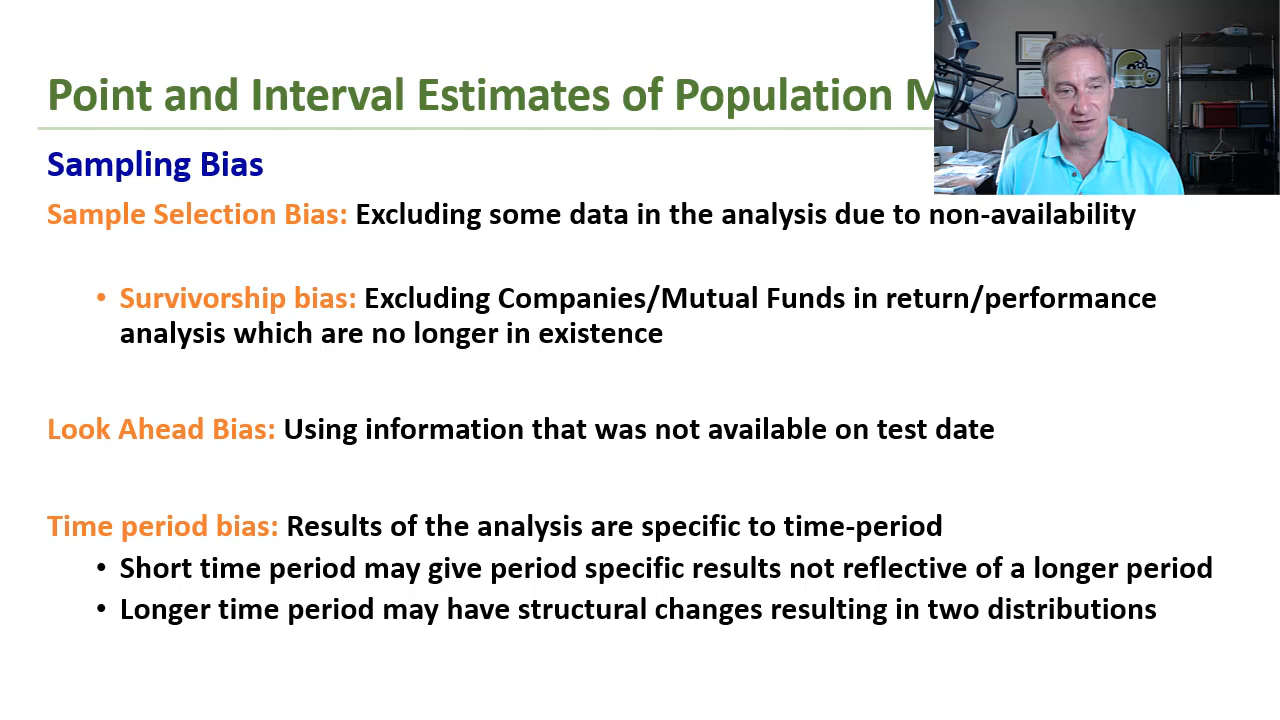 Point and Interval Estimates of Population
Sampling Bias
Sample Selection Bias: Excluding some data in the analysis due to non-availability
• Survivorship bias: Excluding Companies/Mutual Funds in return/performance
analysis which are no longer in existence
Look Ahead Bias: Using information that was not available on test date
Time period bias: Results of the analysis are specific to time-period
• Short time period may give period specific results not reflective of a longer period
• Longer time period may have structural changes resulting in two distributions